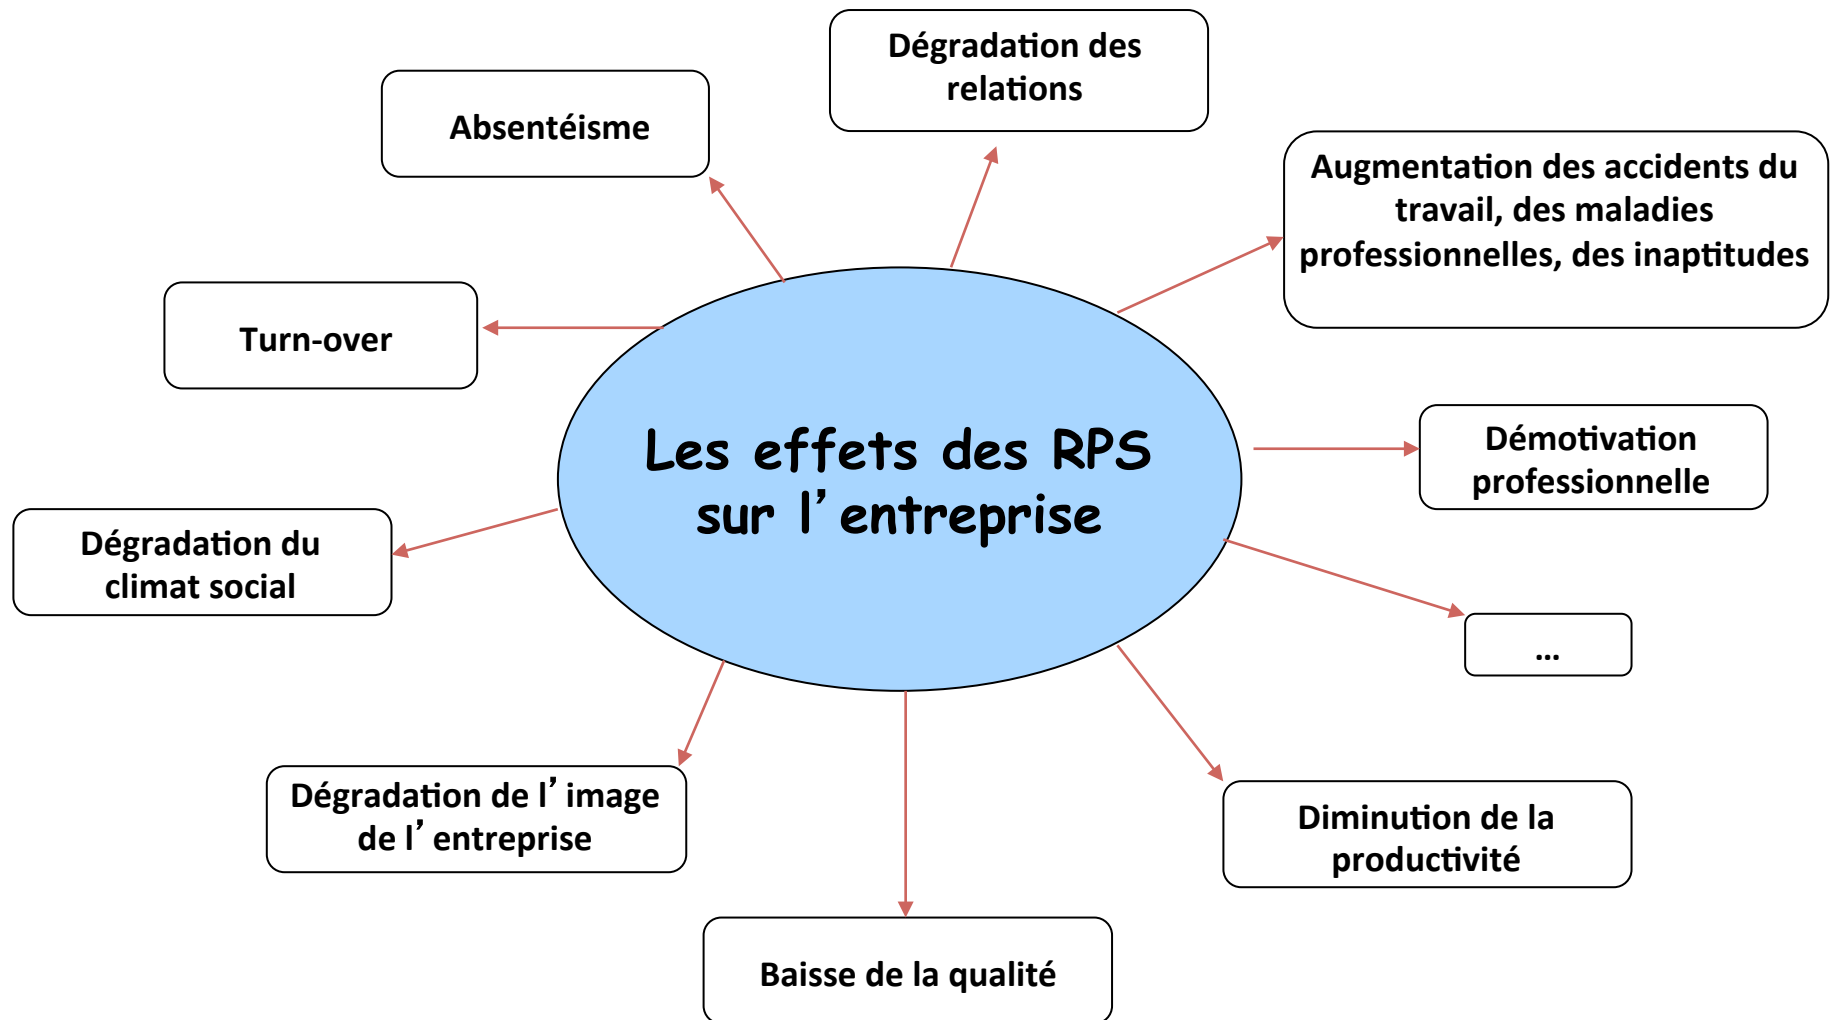 Dégradation des
relations
Absentéisme
Augmentation des accidents du
travail, des maladies
professionnelles, des inaptitudes
Turn-over
Les effets des RPS
sur l’entreprise
Démotivation
professionnelle
Dégradation du
climat social
...
Dégradation de l’image
de l’entreprise
Diminution de la
productivité
Baisse de la qualité